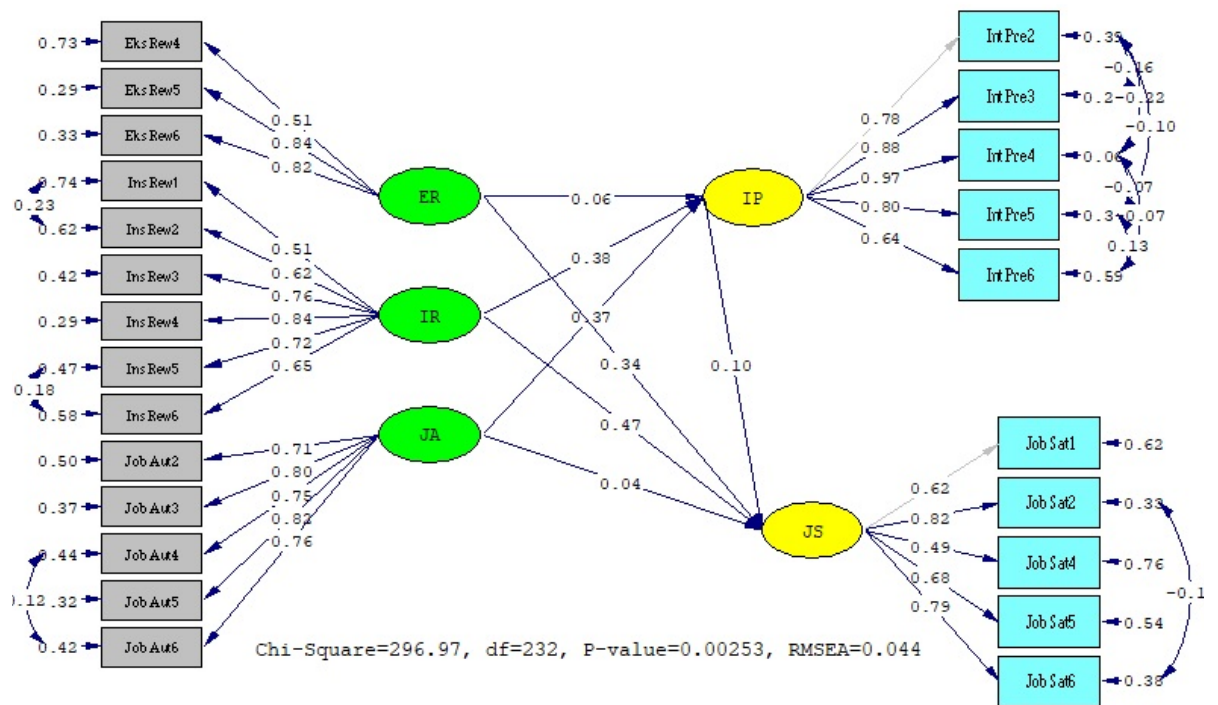 0.73 EksRew4
0.29 EksRew5
0.33 EksRew6
0.74 InsRew1
0.23
0.62 InsRew2
0.42 InsRew3
0.29 InsRew4
0.47 InsRew5
0.18
0.58 InsRew6
0.50 JobAut2
0.37 JobAut3
0.44 JobAut4
0.12
.32 JobAut5
0.42 JobAut6
0.51
0.84
0.82
0.51
0.62
0.76
0.84
0.72
0.65
0.71
0.80
0.75
0.82
0.76
ER
IR
JA
0.06
0.38
0.37
0.34
0.47
0.04
0.10
IP
JS
0.78
0.88
0.97
0.80
0.64
IntPre2 0.39
-0.16
IntPre3 0.2 -0.22
-0.10
IntPre4 0.06
-0.07
IntPre5 0.3 -0.07
0.13
IntPre6 0.59
0.62
0.82
0.49
0.68
0.79
JobSat1 0.62
JobSat2 0.33
JobSat4 0.76
-0.1
JobSat5 0.54
JobSat6 0.38
Chi-Square=296.97, df=232, P-value=0.00253, RMSEA=0.044